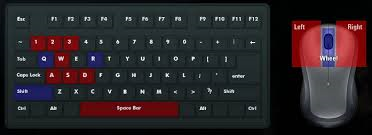 Esc F1 F2 F3 F4 F5 F6 F7 F8 F9 F10 F11 F12
~ 1 2 3 4 5 6 7 8 9 0 - =
Tab Q W E R T Y U I O P [ ]
Caps Lock A S D F G H J K L ; ' enter
Shift Z X C V B N M , . / Shift
Ctrl Alt Space Bar Alt Ctrl
Left Right
Wheel